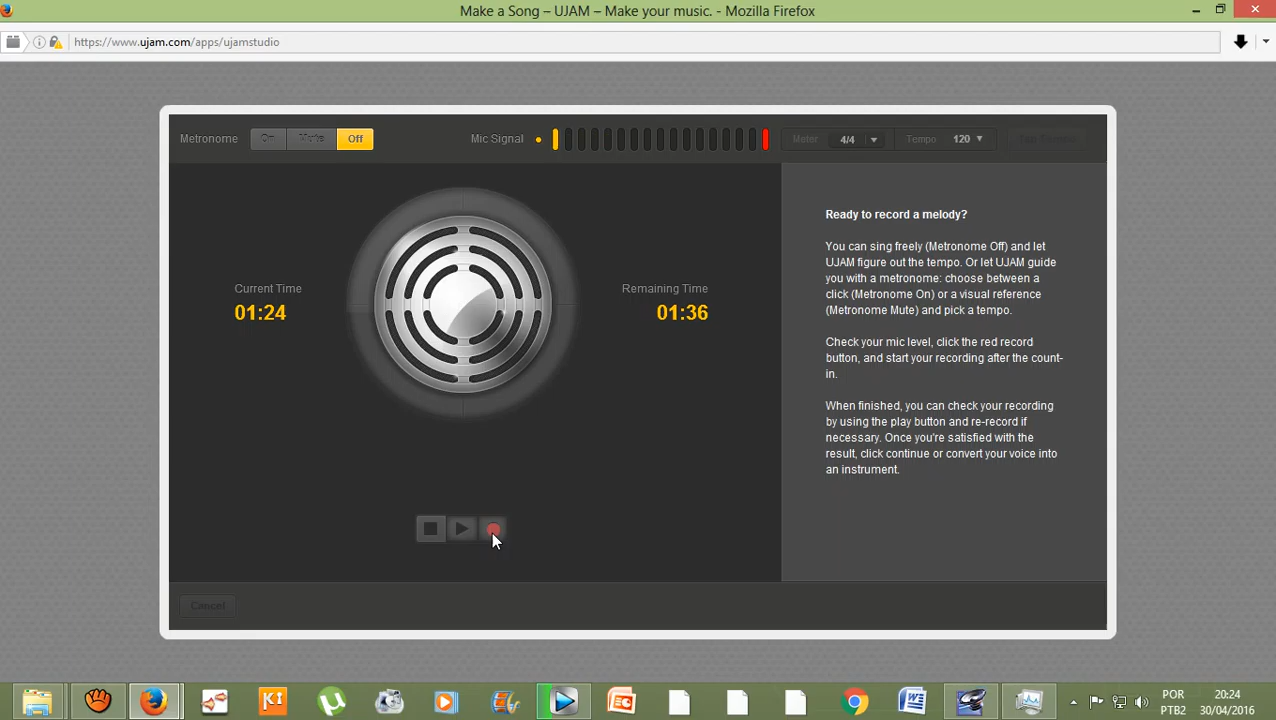 Make a Song – UJAM – Make your music. - Mozilla Firefox
https://www.ujam.com/apps/ujamstudio
Metronome On Mute Off Mic Signal Meter 4/4 Tempo 120
Current Time
01:24
Remaining Time
01:36
Ready to record a melody?
You can sing freely (Metronome Off) and let
UJAM figure out the tempo. Or let UJAM guide
you with a metronome: choose between a
click (Metronome On) or a visual reference
(Metronome Mute) and pick a tempo.
Check your mic level, click the red record
button, and start your recording after the count-
in.
When finished, you can check your recording
by using the play button and re-record if
necessary. Once you're satisfied with the
result, click continue or convert your voice into
an instrument.
Cancel
KI
POR
PTB2
20:24
30/04/2016